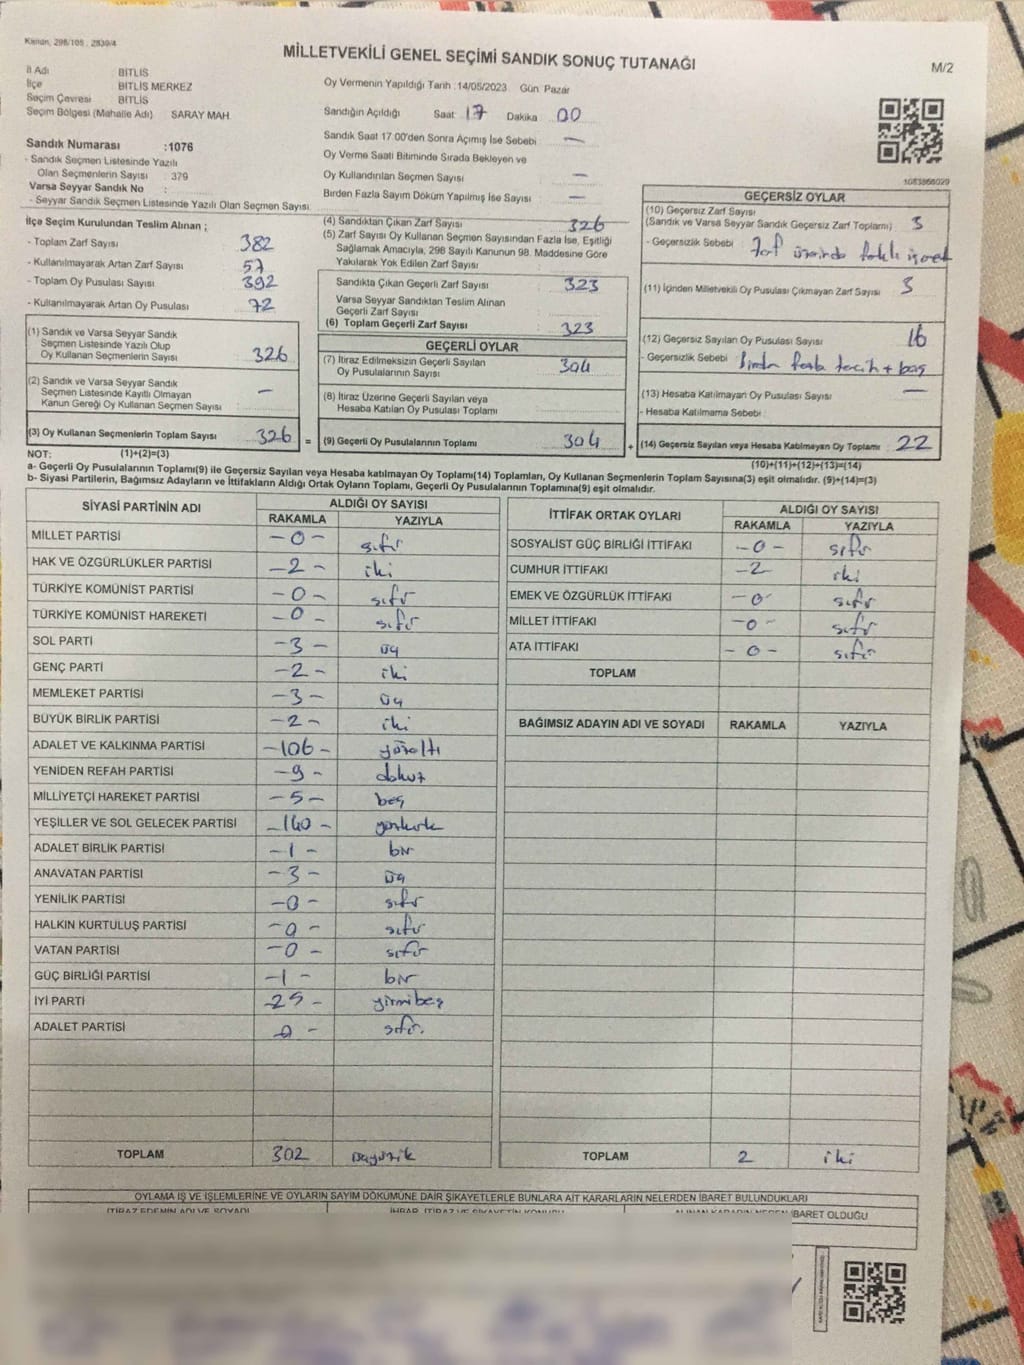 Kanun, 298/105 , 2839/4
MİLLETVEKİLİ GENEL SEÇİMİ SANDIK SONUÇ TUTANAĞI
M/2
İl Adı : BİTLİS
İlçe : BİTLİS MERKEZ
Seçim Çevresi : BİTLİS
Seçim Bölgesi (Mahalle Adı) SARAY MAH.
Oy Vermenin Yapıldığı Tarih :14/05/2023 Gün Pazar
Sandığın Açıldığı Saat 17 Dakika 00
Sandık Saat 17.00'den Sonra Açımış İse Sebebi —
Oy Verme Saati Bitiminde Sırada Bekleyen ve
Oy Kullandırılan Seçmen Sayısı —
Birden Fazla Sayım Döküm Yapılmış İse Sayısı —
Sandık Numarası :1076
- Sandık Seçmen Listesinde Yazılı
Olan Seçmenlerin Sayısı : 379
Varsa Seyyar Sandık No :
- Seyyar Sandık Seçmen Listesinde Yazılı Olan Seçmen Sayısı
İlçe Seçim Kurulundan Teslim Alınan ;
- Toplam Zarf Sayısı 382
- Kullanılmayarak Artan Zarf Sayısı 57
- Toplam Oy Pusulası Sayısı 392
- Kullanılmayarak Artan Oy Pusulası 72
(1) Sandık ve Varsa Seyyar Sandık
Seçmen Listesinde Yazılı Olup
Oy Kullanan Seçmenlerin Sayısı 326
(2) Sandık ve Varsa Seyyar Sandık
Seçmen Listesinde Kayıtlı Olmayan
Kanun Gereği Oy Kullanan Seçmen Sayısı : —
(3) Oy Kullanan Seçmenlerin Toplam Sayısı 326 =
(4) Sandıktan Çıkan Zarf Sayısı 326
(5) Zarf Sayısı Oy Kullanan Seçmen Sayısından Fazla İse, Eşitliği
Sağlamak Amacıyla, 298 Sayılı Kanunun 98. Maddesine Göre
Yakılarak Yok Edilen Zarf Sayısı :
Sandıkta Çıkan Geçerli Zarf Sayısı : 323
Varsa Seyyar Sandıktan Teslim Alınan
Geçerli Zarf Sayısı
(6) Toplam Geçerli Zarf Sayısı : 323
GEÇERLİ OYLAR
(7) İtiraz Edilmeksizin Geçerli Sayılan
Oy Pusulalarının Sayısı 304
(8) İtiraz Üzerine Geçerli Sayılan veya
Hesaba Katılan Oy Pusulası Toplamı
(9) Geçerli Oy Pusulalarının Toplamı 304 +
1083866029
GEÇERSİZ OYLAR
(10) Geçersiz Zarf Sayısı
(Sandık ve Varsa Seyyar Sandık Geçersiz Zarf Toplamı) 3
- Geçersizlik Sebebi : Zarf üzerinde farklı işaret
(11) İçinden Milletvekili Oy Pusulası Çıkmayan Zarf Sayısı 3
(12) Geçersiz Sayılan Oy Pusulası Sayısı 16
- Geçersizlik Sebebi birden fazla tercih + boş
(13) Hesaba Katılmayan Oy Pusulası Sayısı —
- Hesaba Katılmama Sebebi
(14) Geçersiz Sayılan veya Hesaba Katılmayan Oy Toplamı 22
NOT: (1)+(2)=(3)
(10)+(11)+(12)+(13)=(14)
a- Geçerli Oy Pusulalarının Toplamı(9) ile Geçersiz Sayılan veya Hesaba katılmayan Oy Toplamı(14) Toplamları, Oy Kullanan Seçmenlerin Toplam Sayısına(3) eşit olmalıdır. (9)+(14)=(3)
b- Siyasi Partilerin, Bağımsız Adayların ve İttifakların Aldığı Ortak Oyların Toplamı, Geçerli Oy Pusulalarının Toplamına(9) eşit olmalıdır.
SİYASİ PARTİNİN ADI ALDIĞI OY SAYISI
RAKAMLA YAZIYLA
MİLLET PARTİSİ -0- sıfır
HAK VE ÖZGÜRLÜKLER PARTİSİ -2- iki
TÜRKİYE KOMÜNİST PARTİSİ -0- sıfır
TÜRKİYE KOMÜNİST HAREKETİ -0- sıfır
SOL PARTİ -3- üç
GENÇ PARTİ -2- iki
MEMLEKET PARTİSİ -3- üç
BÜYÜK BİRLİK PARTİSİ -2- iki
ADALET VE KALKINMA PARTİSİ -106- yüzaltı
YENİDEN REFAH PARTİSİ -9- dokuz
MİLLİYETÇİ HAREKET PARTİSİ -5- beş
YEŞİLLER VE SOL GELECEK PARTİSİ -140- yüzkırk
ADALET BİRLİK PARTİSİ -1- bir
ANAVATAN PARTİSİ -3- üç
YENİLİK PARTİSİ -0- sıfır
HALKIN KURTULUŞ PARTİSİ -0- sıfır
VATAN PARTİSİ -0- sıfır
GÜÇ BİRLİĞİ PARTİSİ -1- bir
İYİ PARTİ -25- yirmibeş
ADALET PARTİSİ 0- sıfır.
TOPLAM 302 üçyüziki
İTTİFAK ORTAK OYLARI ALDIĞI OY SAYISI
RAKAMLA YAZIYLA
SOSYALİST GÜÇ BİRLİĞİ İTTİFAKI -0- sıfır
CUMHUR İTTİFAKI -2 iki
EMEK VE ÖZGÜRLÜK İTTİFAKI -0- sıfır
MİLLET İTTİFAKI -0- sıfır
ATA İTTİFAKI -0- sıfır
TOPLAM
BAĞIMSIZ ADAYIN ADI VE SOYADI RAKAMLA YAZIYLA
TOPLAM 2 iki
OYLAMA İŞ VE İŞLEMLERİNE VE OYLARIN SAYIM DÖKÜMÜNE DAİR ŞİKAYETLERLE BUNLARA AİT KARARLARIN NELERDEN İBARET BULUNDUKLARI
İTİRAZ EDENİN ADI VE SOYADI İHBAR, İTİRAZ VE ŞİKAYETİN KONUSU ALINAN KARARIN NEDEN İBARET OLDUĞU